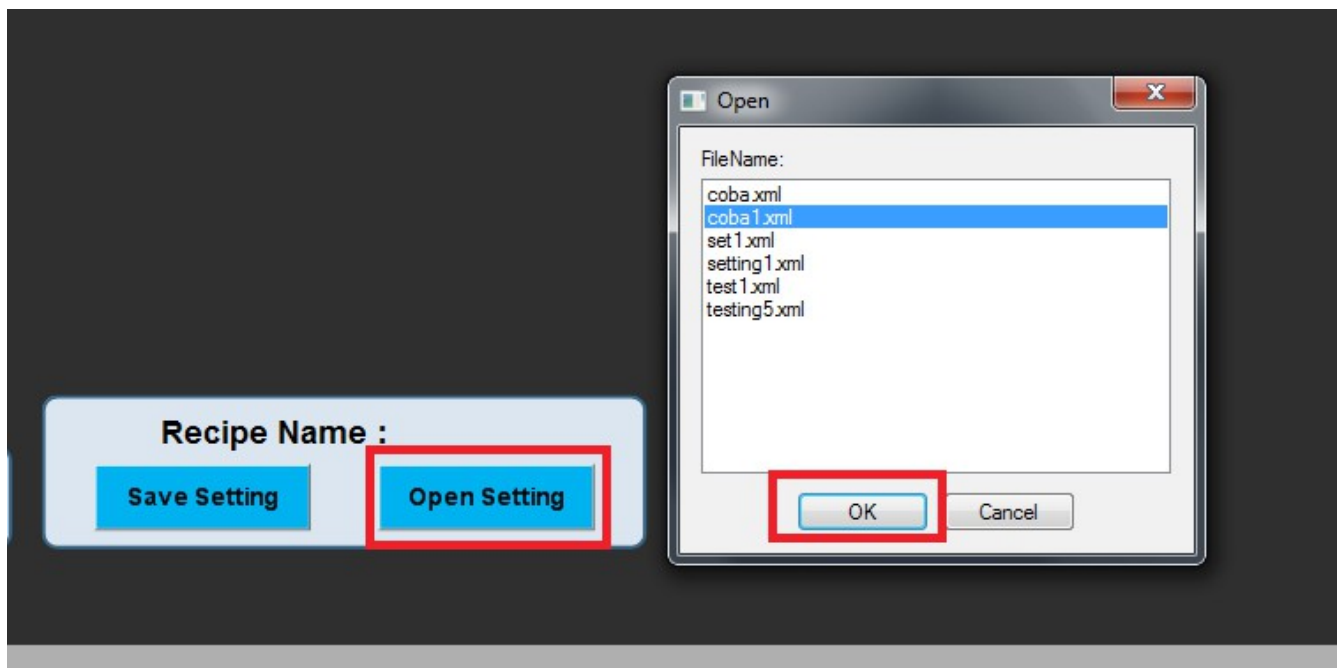 Open
FileName:
coba.xml
coba1.xml
set1.xml
setting1.xml
test1.xml
testing5.xml
OK Cancel
Recipe Name :
Save Setting Open Setting